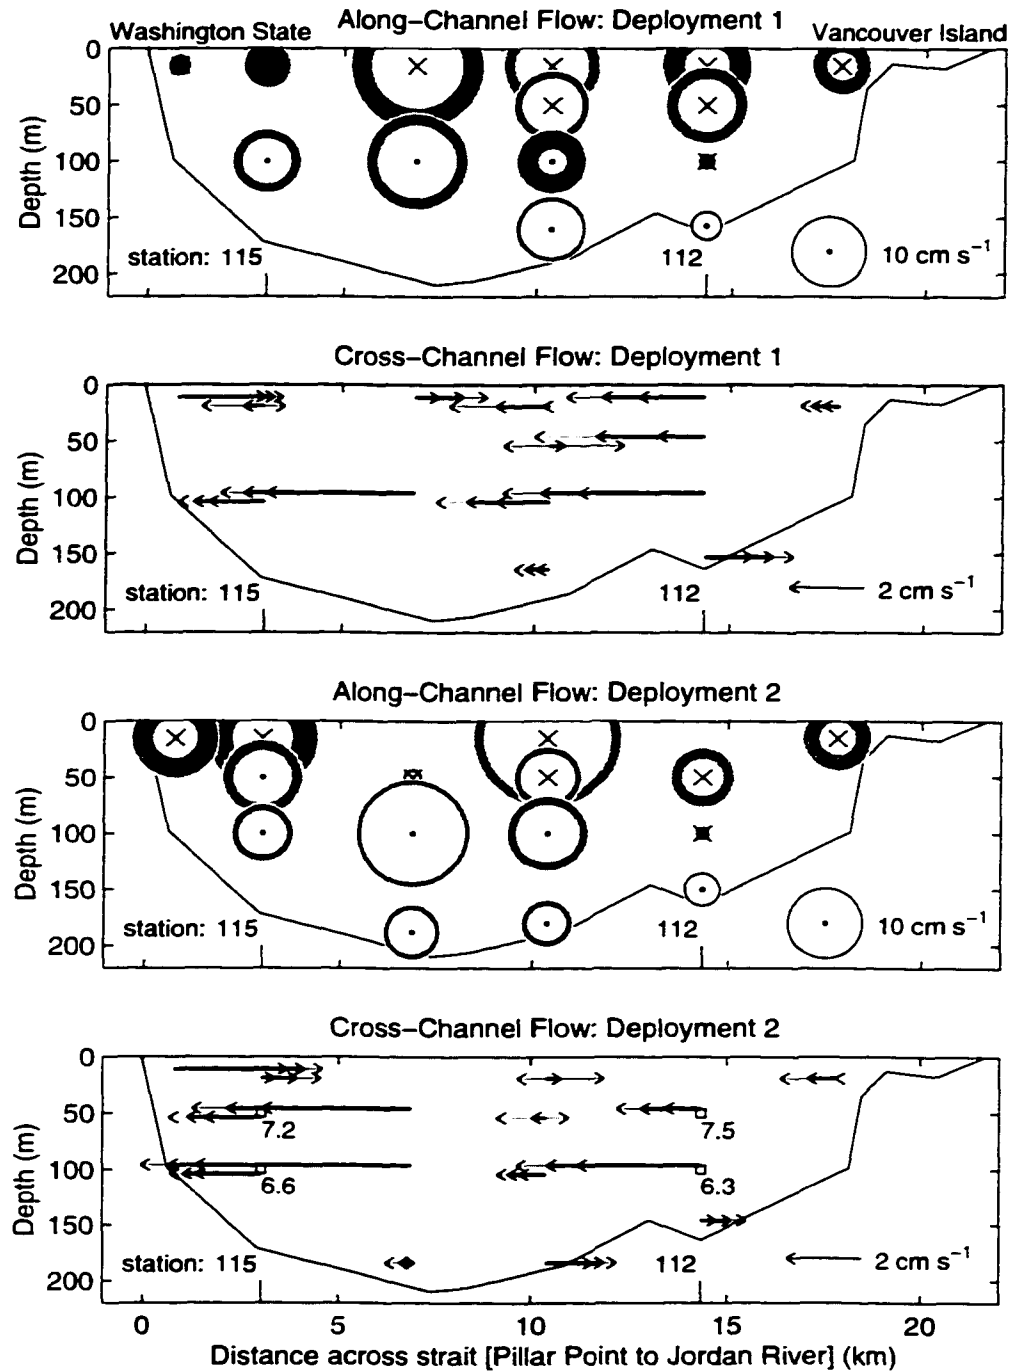 Along-Channel Flow: Deployment 1
Washington State
Vancouver Island
0
50
100
150
200
Depth (m)
station: 115
112
10 cm s⁻¹
Cross-Channel Flow: Deployment 1
0
50
100
150
200
Depth (m)
station: 115
112
2 cm s⁻¹
Along-Channel Flow: Deployment 2
0
50
100
150
200
Depth (m)
station: 115
112
10 cm s⁻¹
Cross-Channel Flow: Deployment 2
0
50
100
150
200
Depth (m)
7.2
7.5
6.6
6.3
station: 115
112
2 cm s⁻¹
0 5 10 15 20
Distance across strait [Pillar Point to Jordan River] (km)